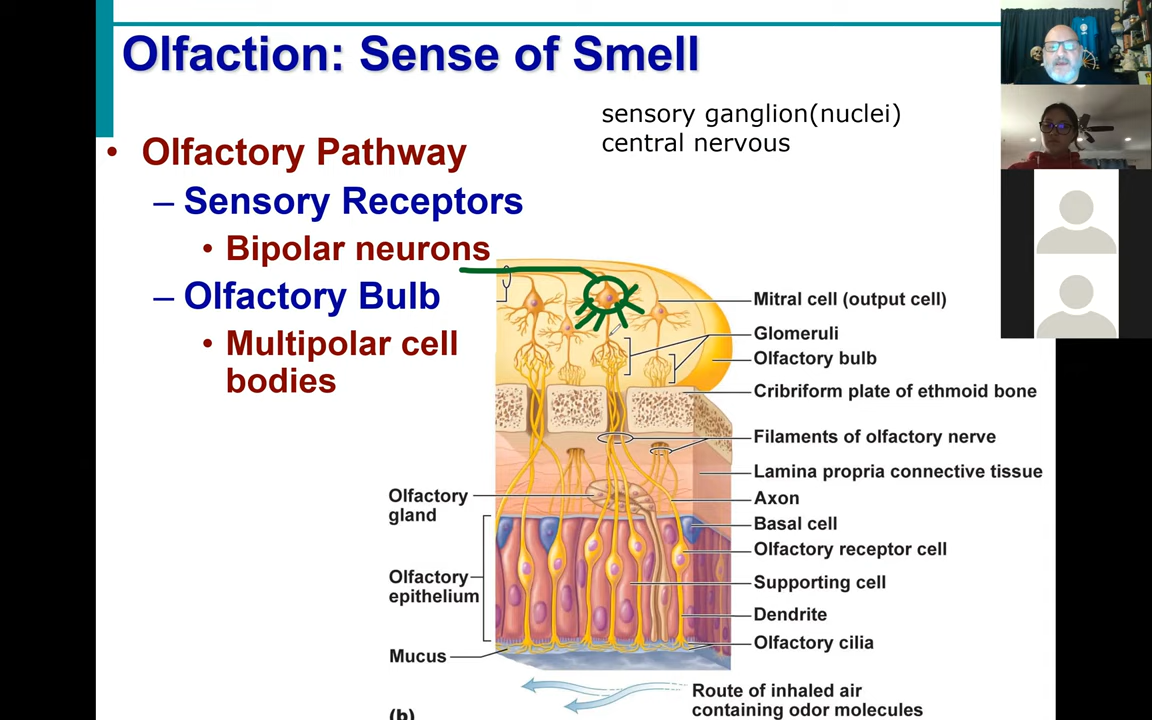 Olfaction: Sense of Smell
sensory ganglion(nuclei)
central nervous
• Olfactory Pathway
– Sensory Receptors
• Bipolar neurons
– Olfactory Bulb
• Multipolar cell
bodies
Mitral cell (output cell)
Glomeruli
Olfactory bulb
Cribriform plate of ethmoid bone
Filaments of olfactory nerve
Lamina propria connective tissue
Olfactory
gland
Axon
Basal cell
Olfactory receptor cell
Olfactory
epithelium
Supporting cell
Dendrite
Olfactory cilia
Mucus
Route of inhaled air
containing odor molecules
(b)